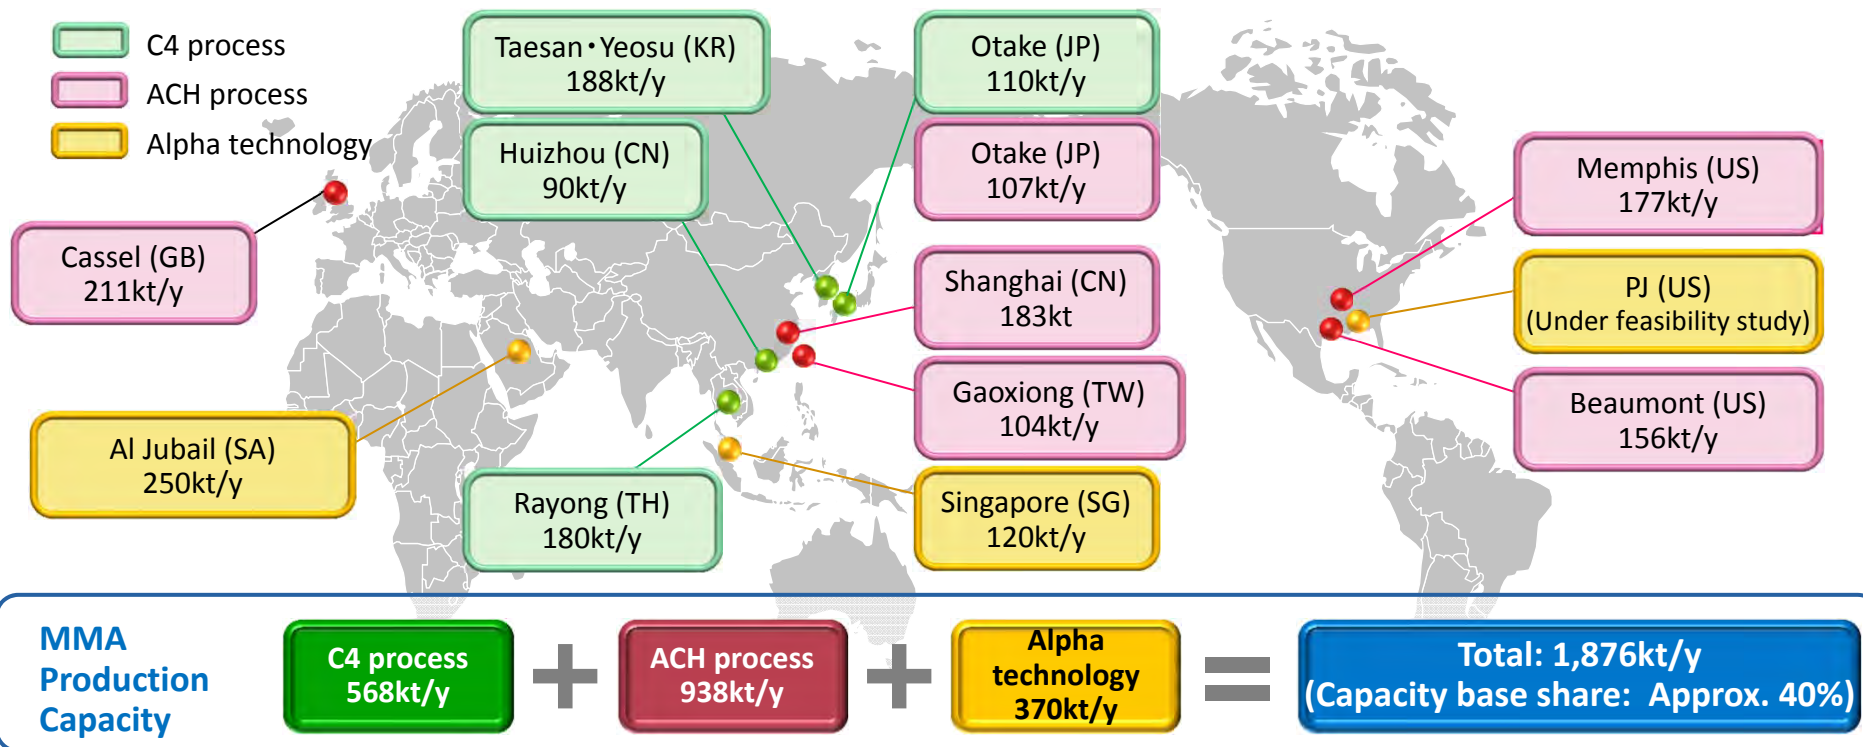 C4 process
ACH process
Alpha technology
Taesan・Yeosu (KR)
188kt/y
Huizhou (CN)
90kt/y
Otake (JP)
110kt/y
Otake (JP)
107kt/y
Memphis (US)
177kt/y
Cassel (GB)
211kt/y
Shanghai (CN)
183kt
PJ (US)
(Under feasibility study)
Gaoxiong (TW)
104kt/y
Beaumont (US)
156kt/y
Al Jubail (SA)
250kt/y
Rayong (TH)
180kt/y
Singapore (SG)
120kt/y
MMA
Production
Capacity
C4 process
568kt/y
+
ACH process
938kt/y
+
Alpha
technology
370kt/y
=
Total: 1,876kt/y
(Capacity base share: Approx. 40%)